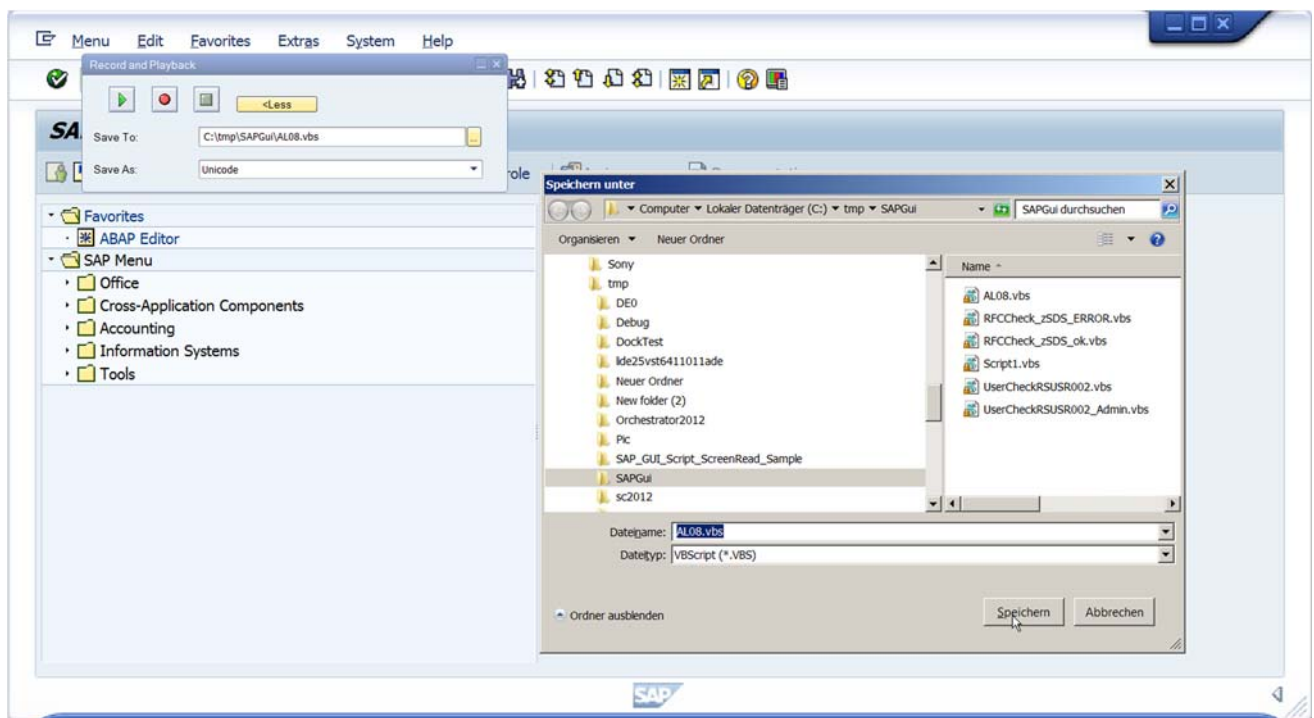 Menu Edit Favorites Extras System Help
Record and Playback
<Less
Save To: C:\tmp\SAPGui\AL08.vbs
Save As: Unicode
SA
role
Favorites
ABAP Editor
SAP Menu
Office
Cross-Application Components
Accounting
Information Systems
Tools
Speichern unter
Computer Lokaler Datenträger (C:) tmp SAPGui
SAPGui durchsuchen
Organisieren Neuer Ordner
Sony
tmp
DE0
Debug
DockTest
lide25vst6411011ade
Neuer Ordner
New folder (2)
Orchestrator2012
Pic
SAP_GUI_Script_ScreenRead_Sample
SAPGui
sc2012
Name
AL08.vbs
RFCCheck_zSDS_ERROR.vbs
RFCCheck_zSDS_ok.vbs
Script1.vbs
UserCheckRSUSR002.vbs
UserCheckRSUSR002_Admin.vbs
Dateiname: AL08.vbs
Dateityp: VBScript (*.VBS)
Ordner ausblenden
Speichern Abbrechen
SAP